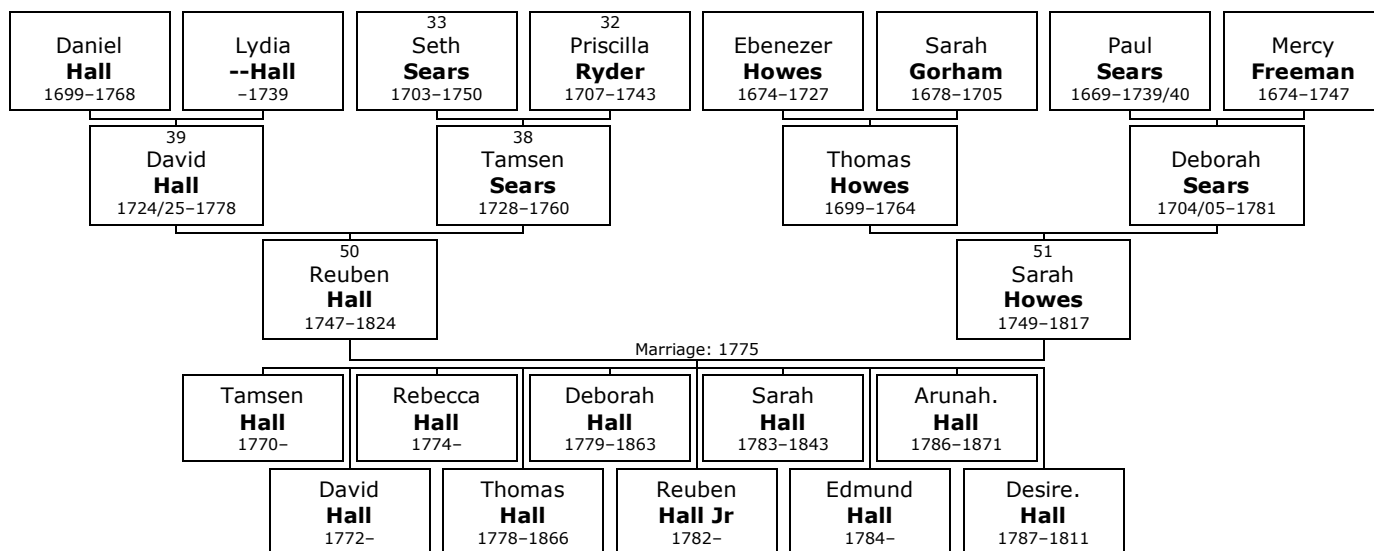 Daniel
Hall
1699–1768
Lydia
--Hall
–1739
33
Seth
Sears
1703–1750
32
Priscilla
Ryder
1707–1743
Ebenezer
Howes
1674–1727
Sarah
Gorham
1678–1705
Paul
Sears
1669–1739/40
Mercy
Freeman
1674–1747
39
David
Hall
1724/25–1778
38
Tamsen
Sears
1728–1760
Thomas
Howes
1699–1764
Deborah
Sears
1704/05–1781
50
Reuben
Hall
1747–1824
51
Sarah
Howes
1749–1817
Marriage: 1775
Tamsen
Hall
1770–
Rebecca
Hall
1774–
Deborah
Hall
1779–1863
Sarah
Hall
1783–1843
Arunah.
Hall
1786–1871
David
Hall
1772–
Thomas
Hall
1778–1866
Reuben
Hall Jr
1782–
Edmund
Hall
1784–
Desire.
Hall
1787–1811